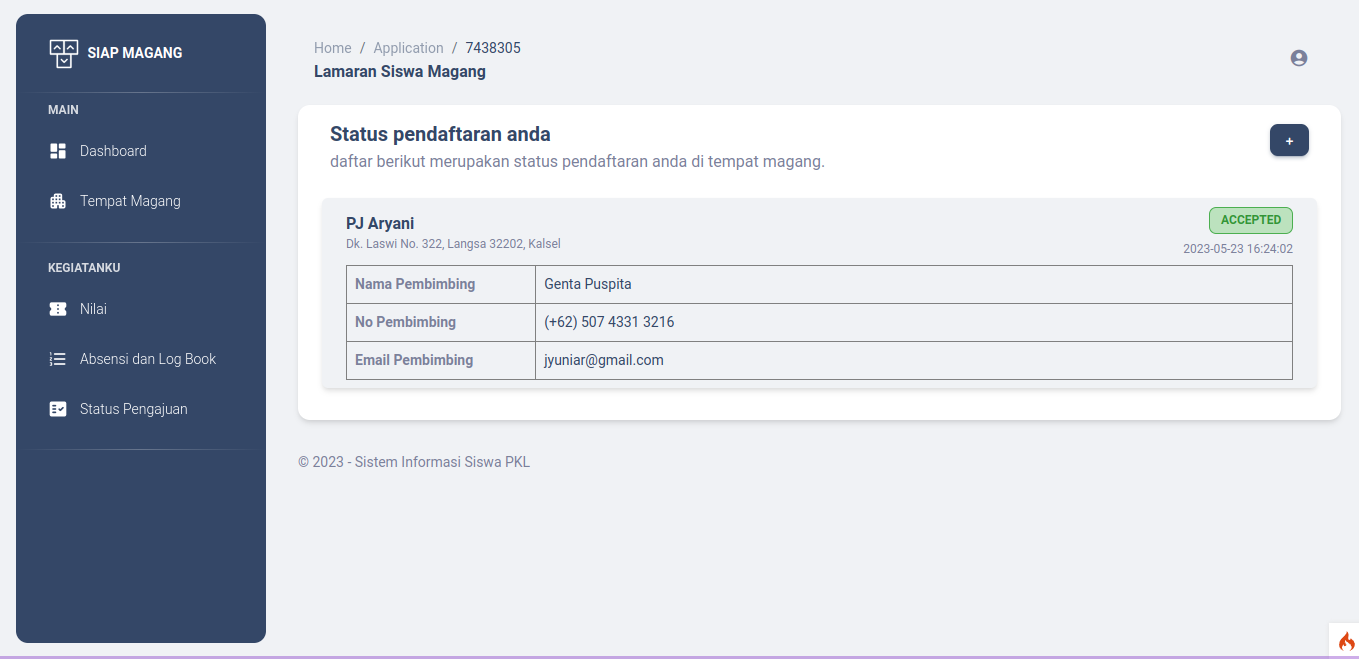 SIAP MAGANG
MAIN
Dashboard
Tempat Magang
KEGIATANKU
Nilai
Absensi dan Log Book
Status Pengajuan
Home / Application / 7438305
Lamaran Siswa Magang
Status pendaftaran anda
+
daftar berikut merupakan status pendaftaran anda di tempat magang.
PJ Aryani
ACCEPTED
Dk. Laswi No. 322, Langsa 32202, Kalsel
2023-05-23 16:24:02
Nama Pembimbing Genta Puspita
No Pembimbing (+62) 507 4331 3216
Email Pembimbing jyuniar@gmail.com
© 2023 - Sistem Informasi Siswa PKL